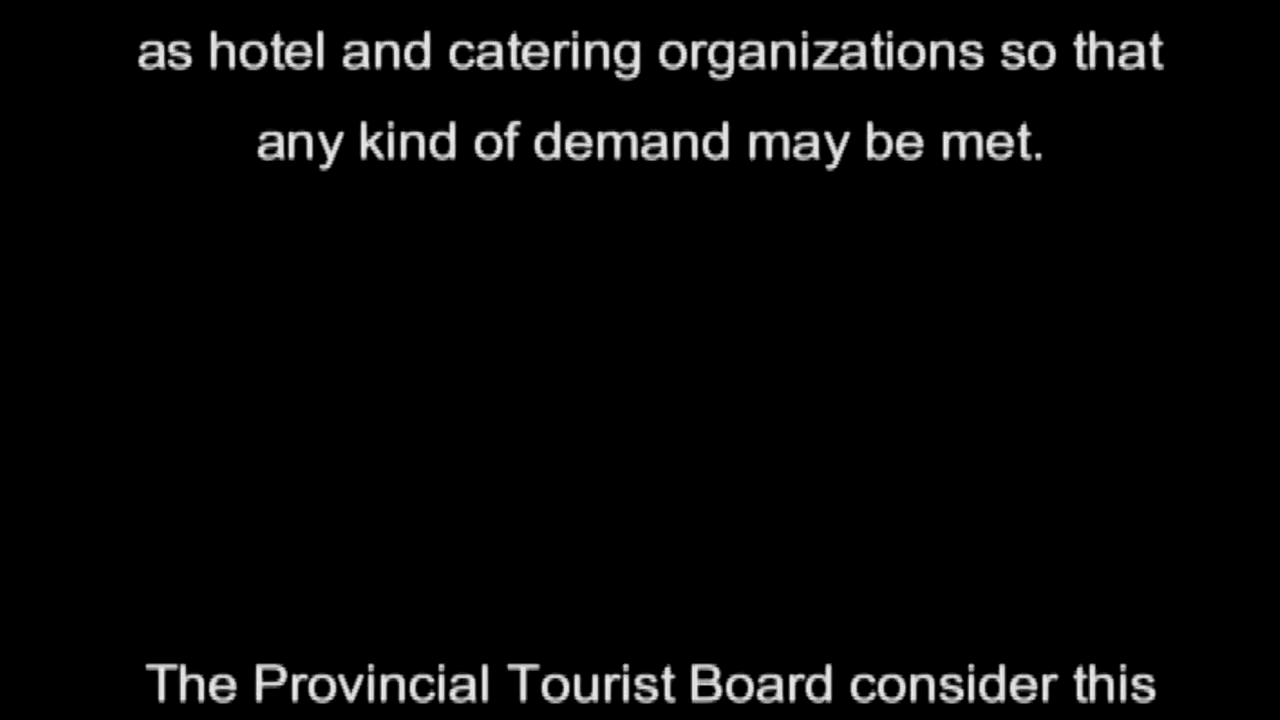 as hotel and catering organizations so that
any kind of demand may be met.
The Provincial Tourist Board consider this